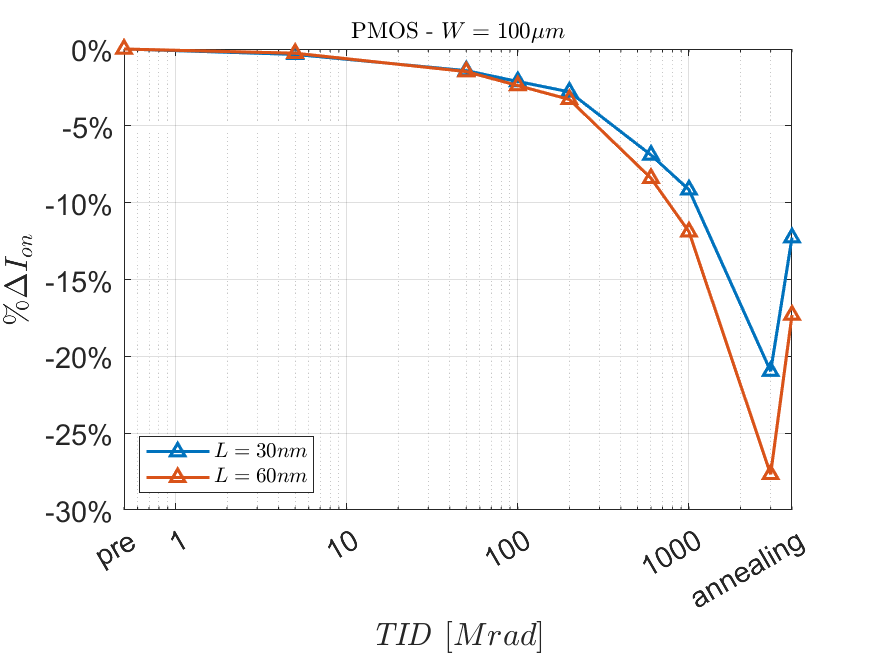 PMOS - W = 100μm
0%
-5%
-10%
-15%
-20%
-25%
-30%
%ΔIon
L = 30nm
L = 60nm
pre 1 10 100 1000 annealing
TID [Mrad]